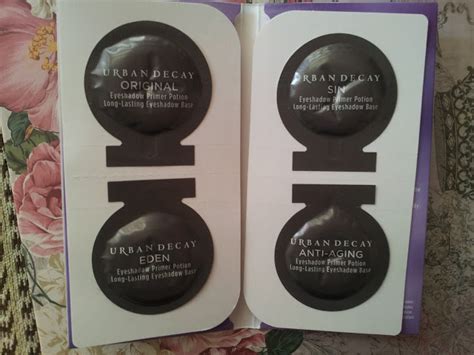 URBAN DECAY
ORIGINAL
Eyeshadow Primer Potion
Long-Lasting Eyeshadow Base
URBAN DECAY
SIN
Eyeshadow Primer Potion
Long-Lasting Eyeshadow Base
URBAN DECAY
EDEN
Eyeshadow Primer Potion
Long-Lasting Eyeshadow Base
URBAN DECAY
ANTI-AGING
Eyeshadow Primer Potion
Long-Lasting Eyeshadow Base